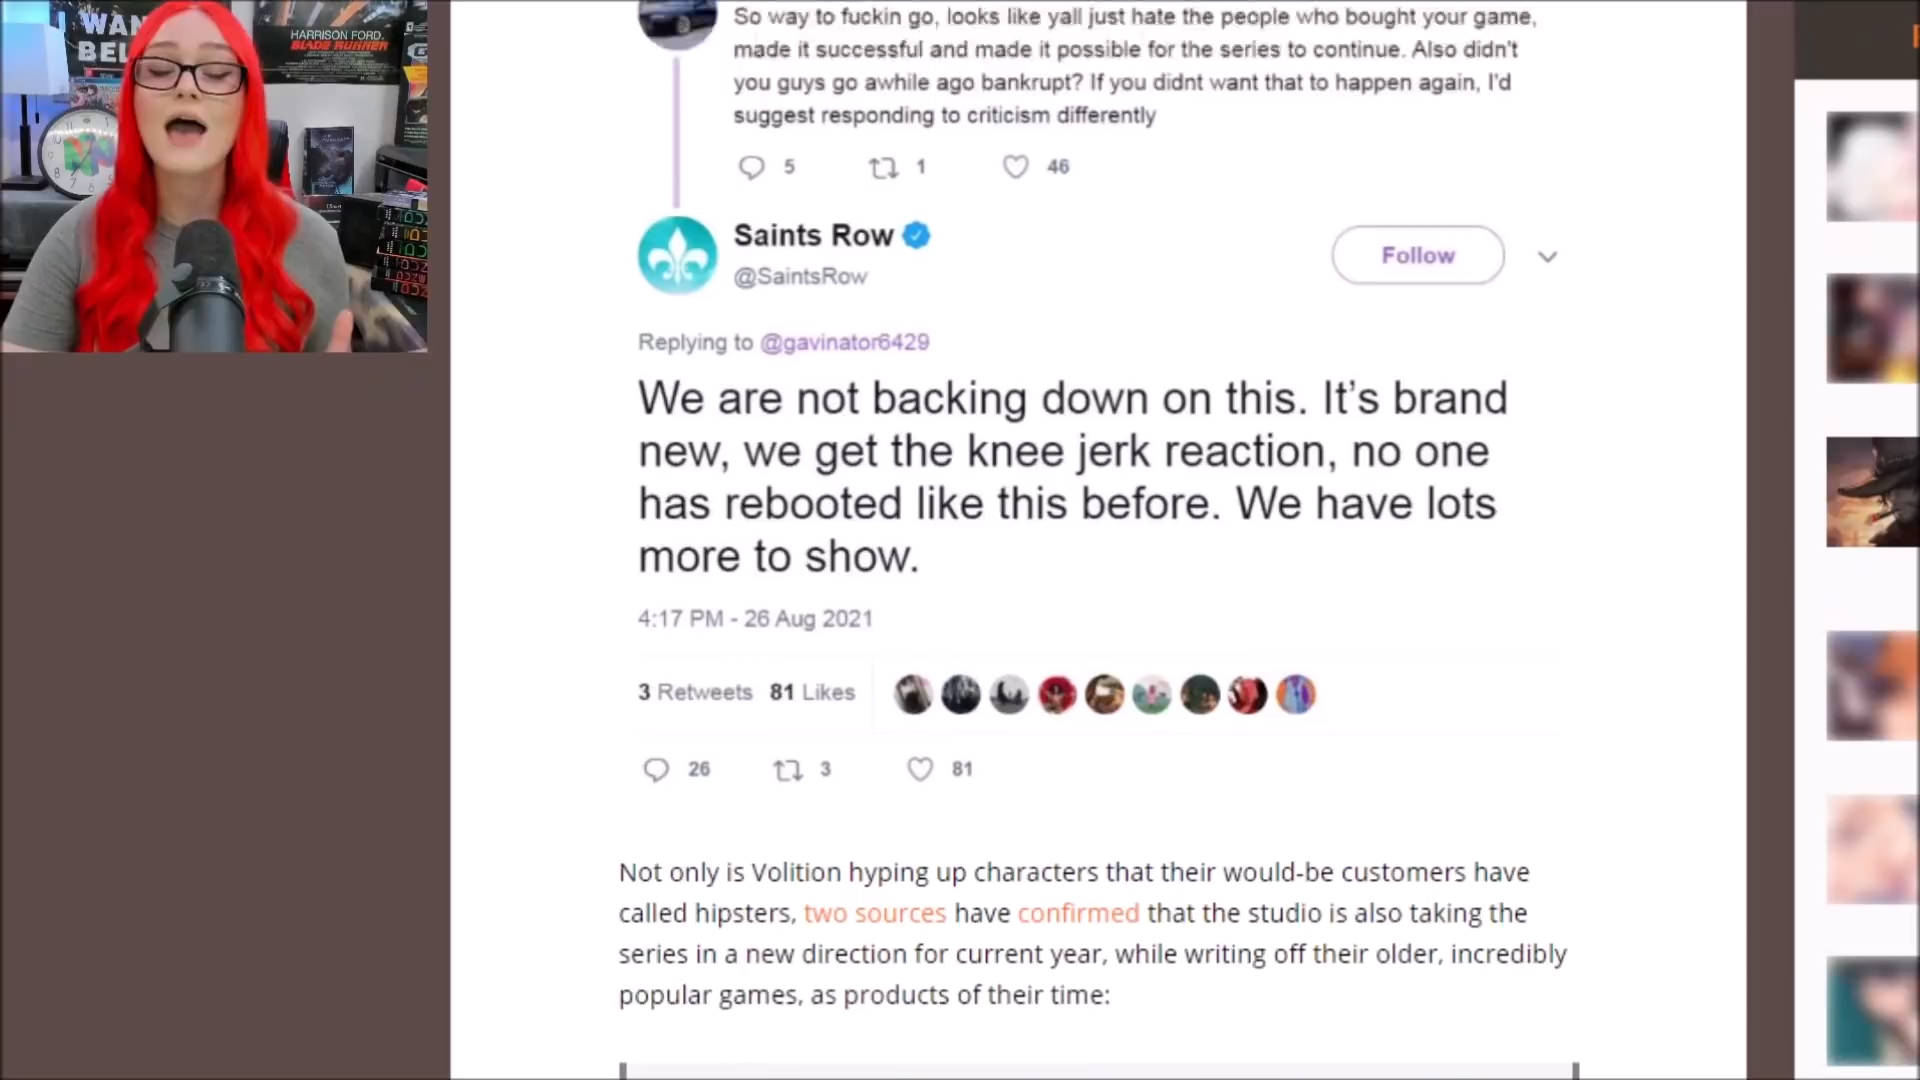 WAN
BEL
HARRISON FORD.
BLADE RUNNER
So way to fuckin go, looks like yall just hate the people who bought your game,
made it successful and made it possible for the series to continue. Also didn't
you guys go awhile ago bankrupt? If you didnt want that to happen again, I'd
suggest responding to criticism differently
5 1 46
Saints Row
@SaintsRow
Follow
Replying to @gavinator6429
We are not backing down on this. It’s brand
new, we get the knee jerk reaction, no one
has rebooted like this before. We have lots
more to show.
4:17 PM - 26 Aug 2021
3 Retweets 81 Likes
26 3 81
Not only is Volition hyping up characters that their would-be customers have
called hipsters, two sources have confirmed that the studio is also taking the
series in a new direction for current year, while writing off their older, incredibly
popular games, as products of their time: